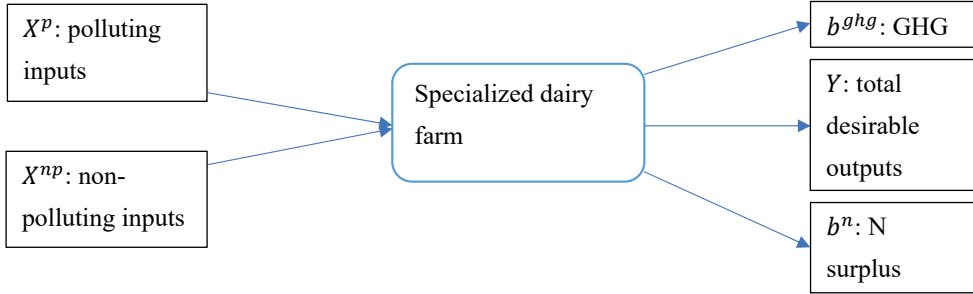 X^p: polluting
inputs
X^np: non-
polluting inputs
Specialized dairy
farm
b^ghg: GHG
Y: total
desirable
outputs
b^n: N
surplus